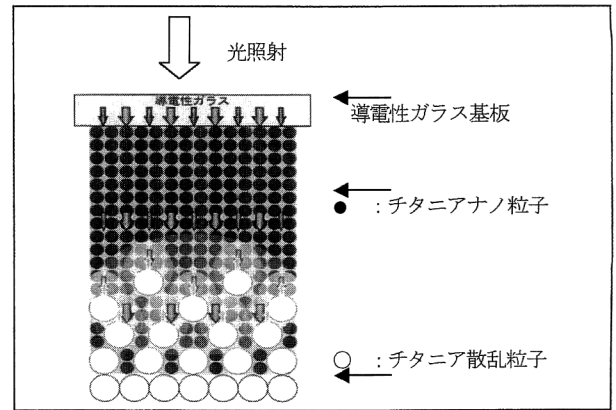 光照射
導電性ガラス
導電性ガラス基板
● ：チタニアナノ粒子
○ ：チタニア散乱粒子